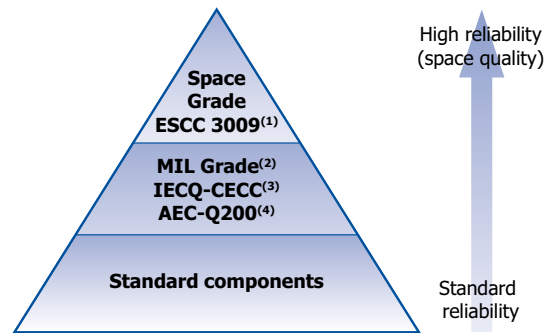 Space
Grade
ESCC 3009(1)
MIL Grade(2)
IECQ-CECC(3)
AEC-Q200(4)
Standard components
High reliability
(space quality)
Standard
reliability